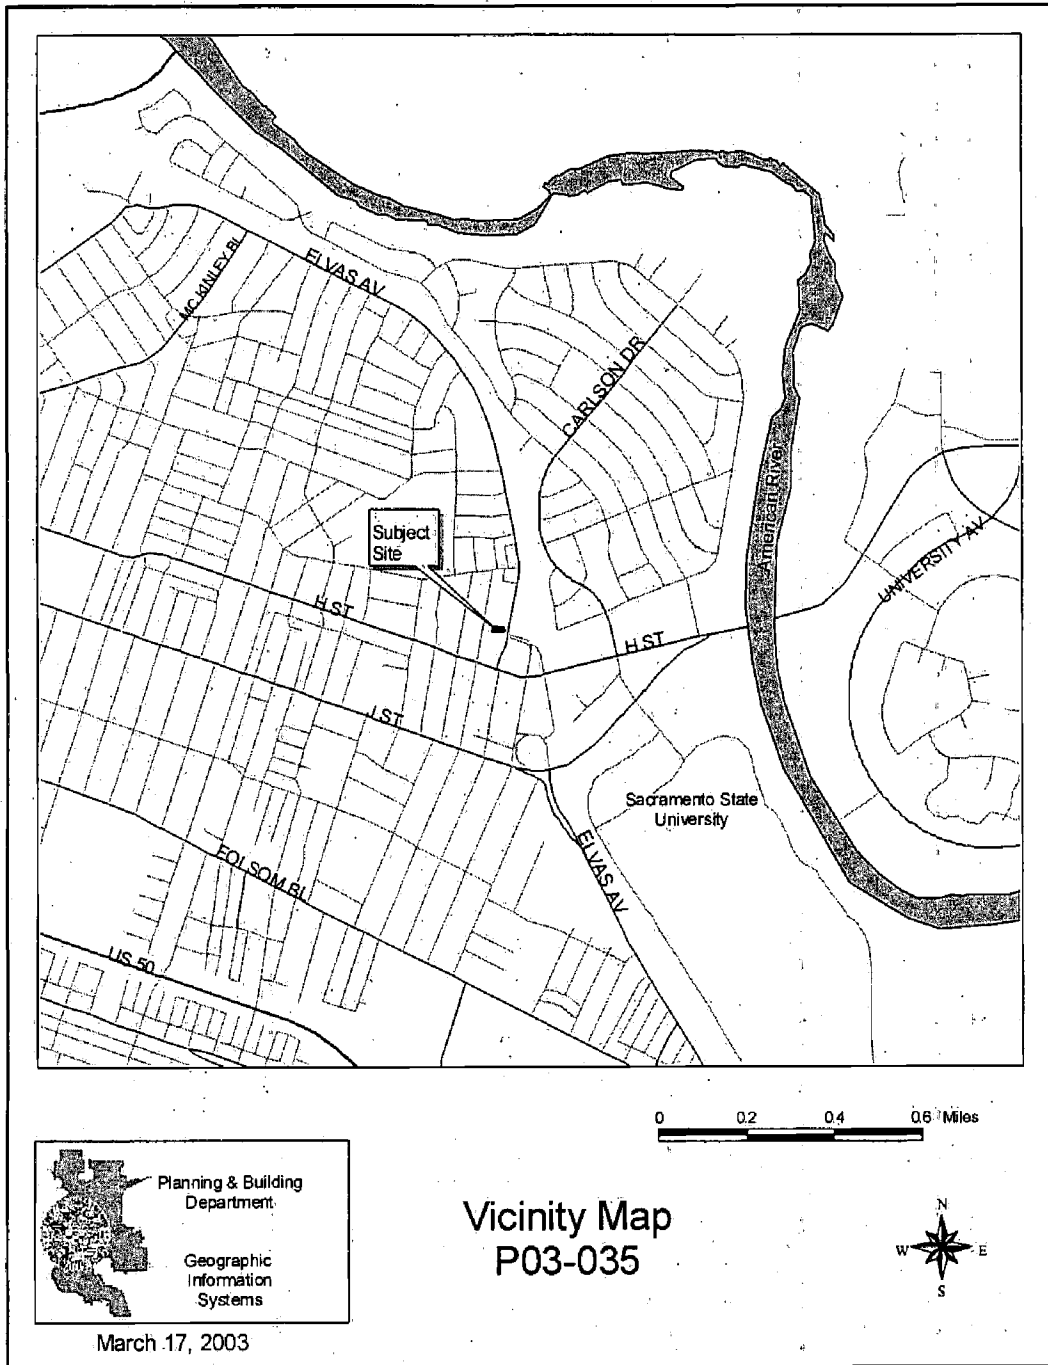 ELVAS AV
MC KINLEY BL
CARLSON DR
American River
Subject
Site
UNIVERSITY AV
H ST
H ST
J ST
Sacramento State
University
ELVAS AV
FOLSOM BL
US 50
0 0.2 0.4 0.6 Miles
Planning & Building
Department
Geographic
Information
Systems
Vicinity Map
P03-035
N
W E
S
March 17, 2003